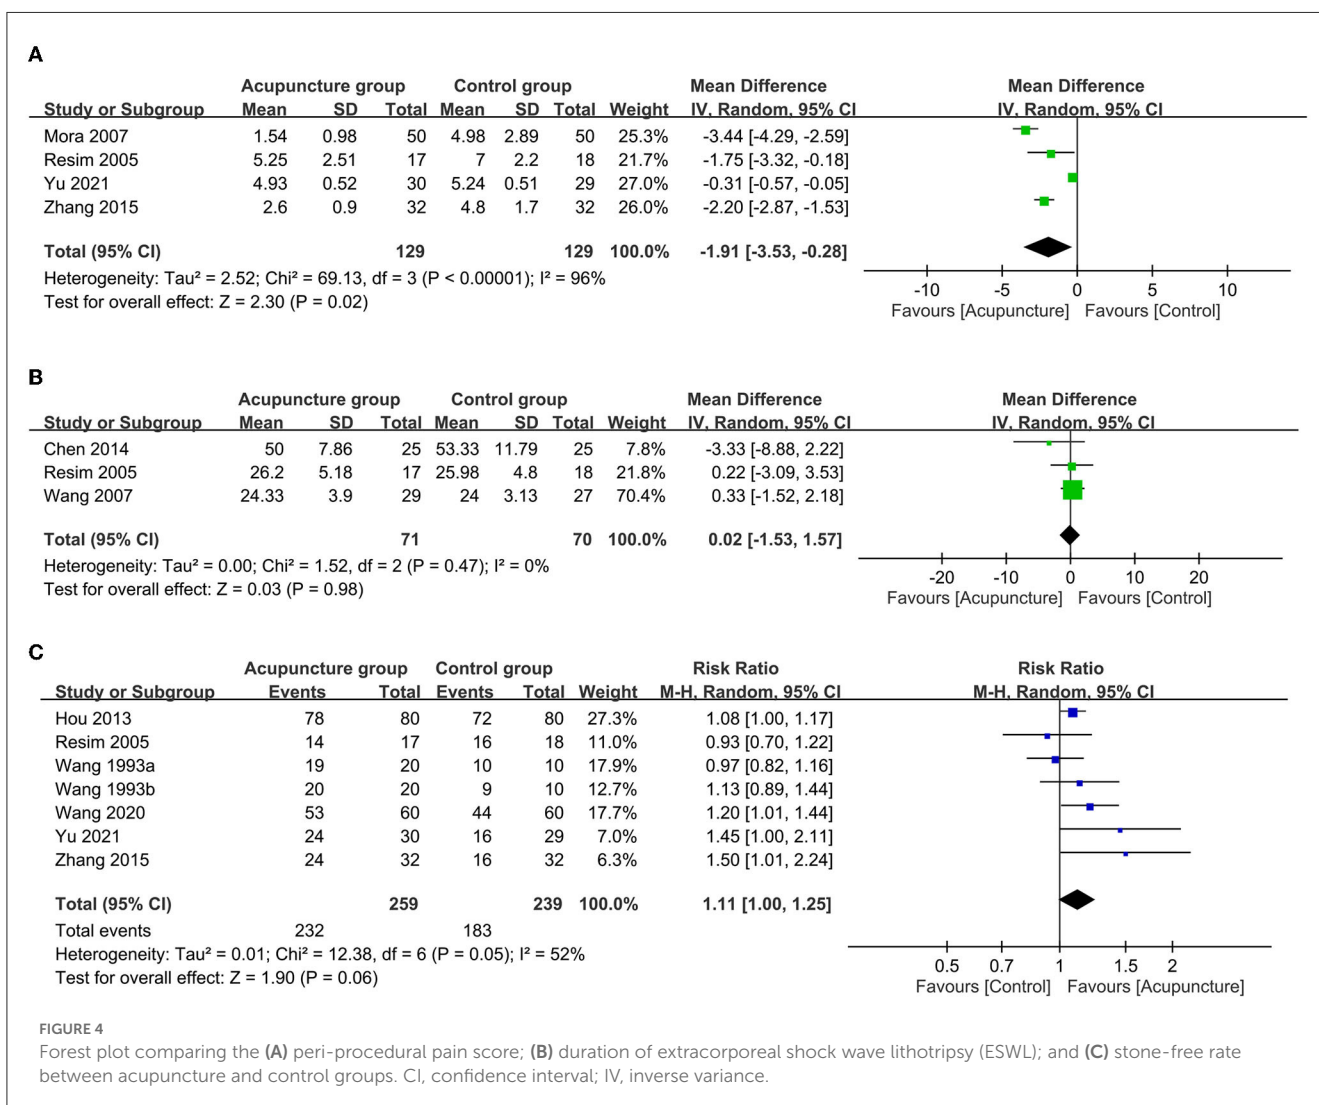 A
Acupuncture group Control group Mean Difference Mean Difference
Study or Subgroup Mean SD Total Mean SD Total Weight IV, Random, 95% CI IV, Random, 95% CI
Mora 2007 1.54 0.98 50 4.98 2.89 50 25.3% -3.44 [-4.29, -2.59]
Resim 2005 5.25 2.51 17 7 2.2 18 21.7% -1.75 [-3.32, -0.18]
Yu 2021 4.93 0.52 30 5.24 0.51 29 27.0% -0.31 [-0.57, -0.05]
Zhang 2015 2.6 0.9 32 4.8 1.7 32 26.0% -2.20 [-2.87, -1.53]
Total (95% CI) 129 129 100.0% -1.91 [-3.53, -0.28]
Heterogeneity: Tau² = 2.52; Chi² = 69.13, df = 3 (P < 0.00001); I² = 96%
Test for overall effect: Z = 2.30 (P = 0.02)
-10 -5 0 5 10
Favours [Acupuncture] Favours [Control]
B
Acupuncture group Control group Mean Difference Mean Difference
Study or Subgroup Mean SD Total Mean SD Total Weight IV, Random, 95% CI IV, Random, 95% CI
Chen 2014 50 7.86 25 53.33 11.79 25 7.8% -3.33 [-8.88, 2.22]
Resim 2005 26.2 5.18 17 25.98 4.8 18 21.8% 0.22 [-3.09, 3.53]
Wang 2007 24.33 3.9 29 24 3.13 27 70.4% 0.33 [-1.52, 2.18]
Total (95% CI) 71 70 100.0% 0.02 [-1.53, 1.57]
Heterogeneity: Tau² = 0.00; Chi² = 1.52, df = 2 (P = 0.47); I² = 0%
Test for overall effect: Z = 0.03 (P = 0.98)
-20 -10 0 10 20
Favours [Acupuncture] Favours [Control]
C
Acupuncture group Control group Risk Ratio Risk Ratio
Study or Subgroup Events Total Events Total Weight M-H, Random, 95% CI M-H, Random, 95% CI
Hou 2013 78 80 72 80 27.3% 1.08 [1.00, 1.17]
Resim 2005 14 17 16 18 11.0% 0.93 [0.70, 1.22]
Wang 1993a 19 20 10 10 17.9% 0.97 [0.82, 1.16]
Wang 1993b 20 20 9 10 12.7% 1.13 [0.89, 1.44]
Wang 2020 53 60 44 60 17.7% 1.20 [1.01, 1.44]
Yu 2021 24 30 16 29 7.0% 1.45 [1.00, 2.11]
Zhang 2015 24 32 16 32 6.3% 1.50 [1.01, 2.24]
Total (95% CI) 259 239 100.0% 1.11 [1.00, 1.25]
Total events 232 183
Heterogeneity: Tau² = 0.01; Chi² = 12.38, df = 6 (P = 0.05); I² = 52%
Test for overall effect: Z = 1.90 (P = 0.06)
0.5 0.7 1 1.5 2
Favours [Control] Favours [Acupuncture]
FIGURE 4
Forest plot comparing the (A) peri-procedural pain score; (B) duration of extracorporeal shock wave lithotripsy (ESWL); and (C) stone-free rate
between acupuncture and control groups. CI, confidence interval; IV, inverse variance.